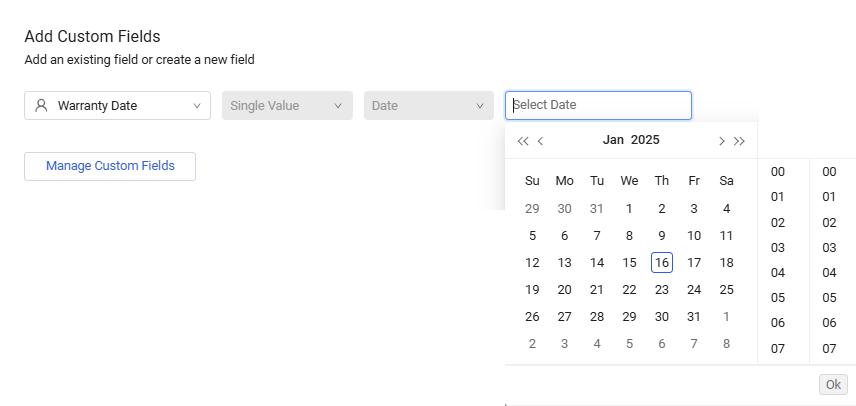 Add Custom Fields
Add an existing field or create a new field
Warranty Date Single Value Date Select Date
Manage Custom Fields
Jan 2025
Su Mo Tu We Th Fr Sa
29 30 31 1 2 3 4
5 6 7 8 9 10 11
12 13 14 15 16 17 18
19 20 21 22 23 24 25
26 27 28 29 30 31 1
2 3 4 5 6 7 8
00 00
01 01
02 02
03 03
04 04
05 05
06 06
07 07
Ok